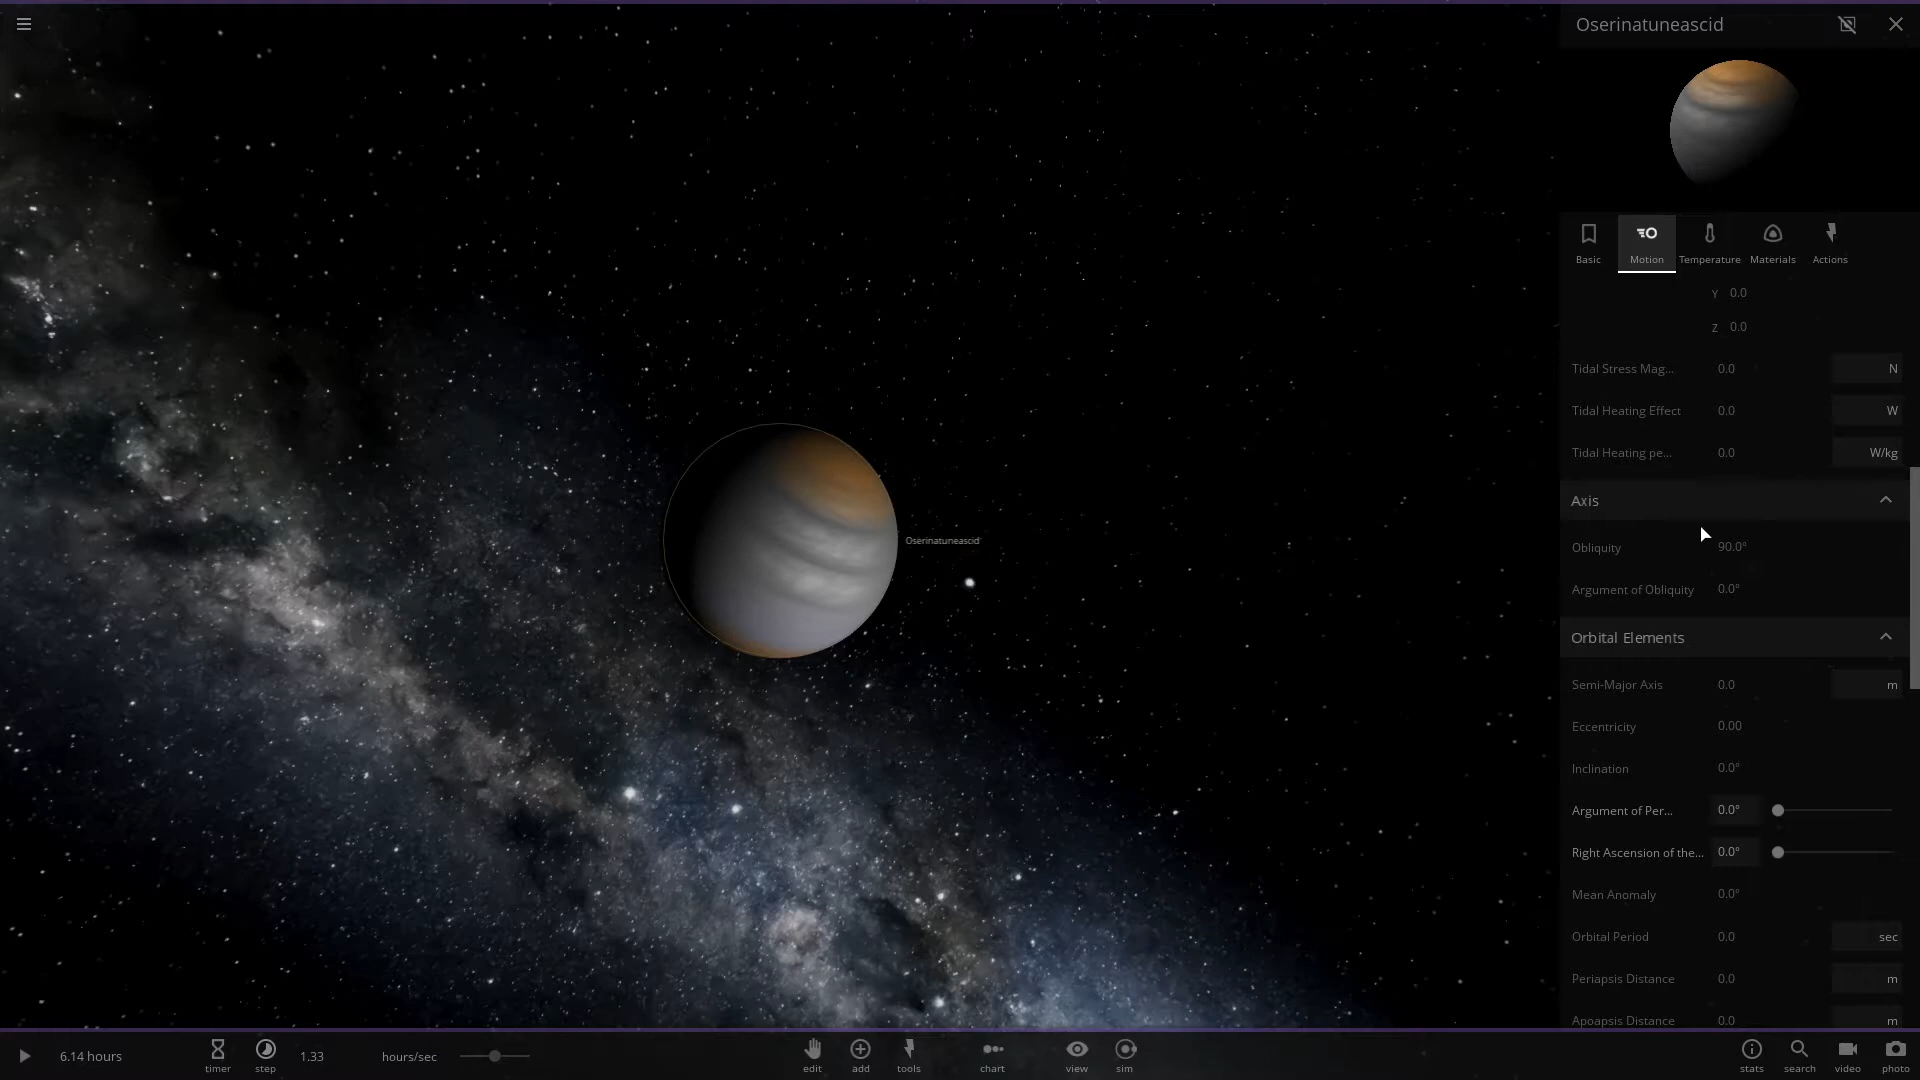 Oserinatuneascid
Basic
Motion
Temperature
Materials
Actions
Y 0.0
Z 0.0
Tidal Stress Mag... 0.0 N
Tidal Heating Effect 0.0 W
Tidal Heating pe... 0.0 W/kg
Axis
Obliquity 90.0°
Argument of Obliquity 0.0°
Orbital Elements
Semi-Major Axis 0.0 m
Eccentricity 0.00
Inclination 0.0°
Argument of Per... 0.0°
Right Ascension of the... 0.0°
Mean Anomaly 0.0°
Orbital Period 0.0 sec
Periapsis Distance 0.0 m
Apoapsis Distance 0.0 m
Oserinatuneascid
6.14 hours
timer
step
1.33 hours/sec
edit
add
tools
chart
view
sim
stats
search
video
photo